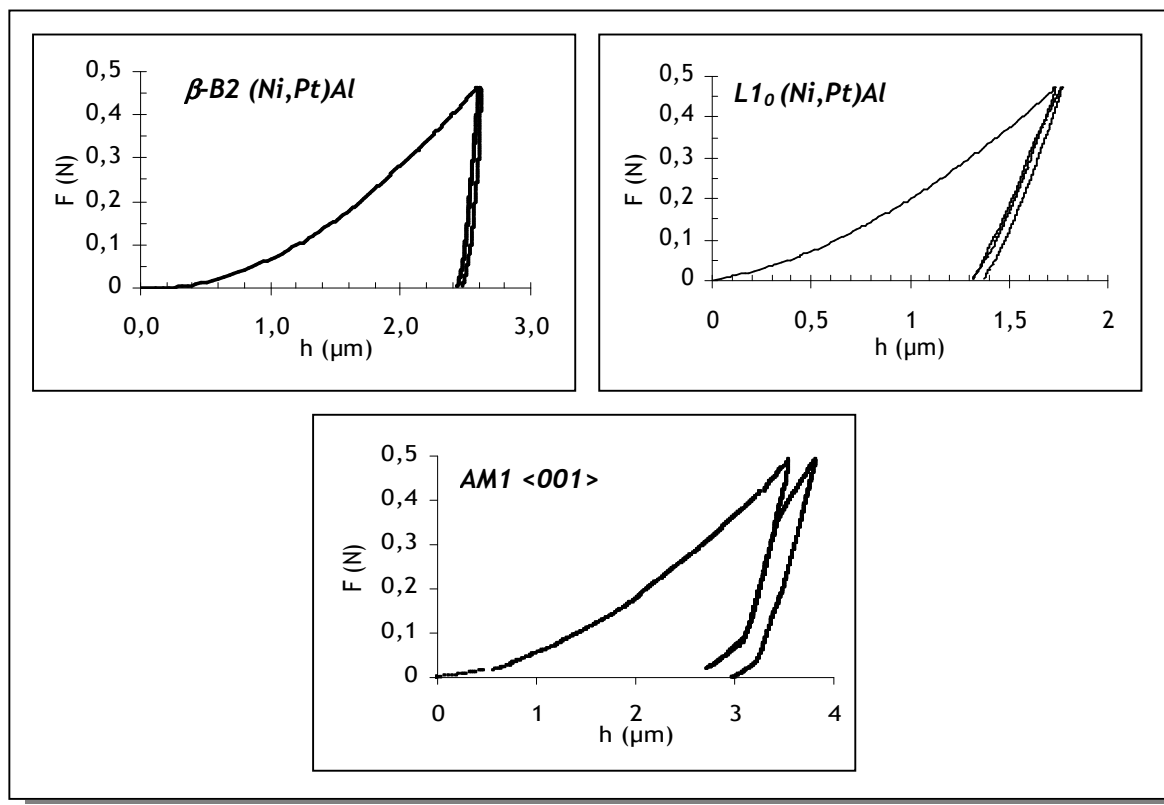 β-B2 (Ni,Pt)Al
F (N)
0,5
0,4
0,3
0,2
0,1
0
0,0 1,0 2,0 3,0
h (µm)
L1₀ (Ni,Pt)Al
F (N)
0,5
0,4
0,3
0,2
0,1
0
0 0,5 1 1,5 2
h (µm)
AM1 <001>
F (N)
0,5
0,4
0,3
0,2
0,1
0
0 1 2 3 4
h (µm)